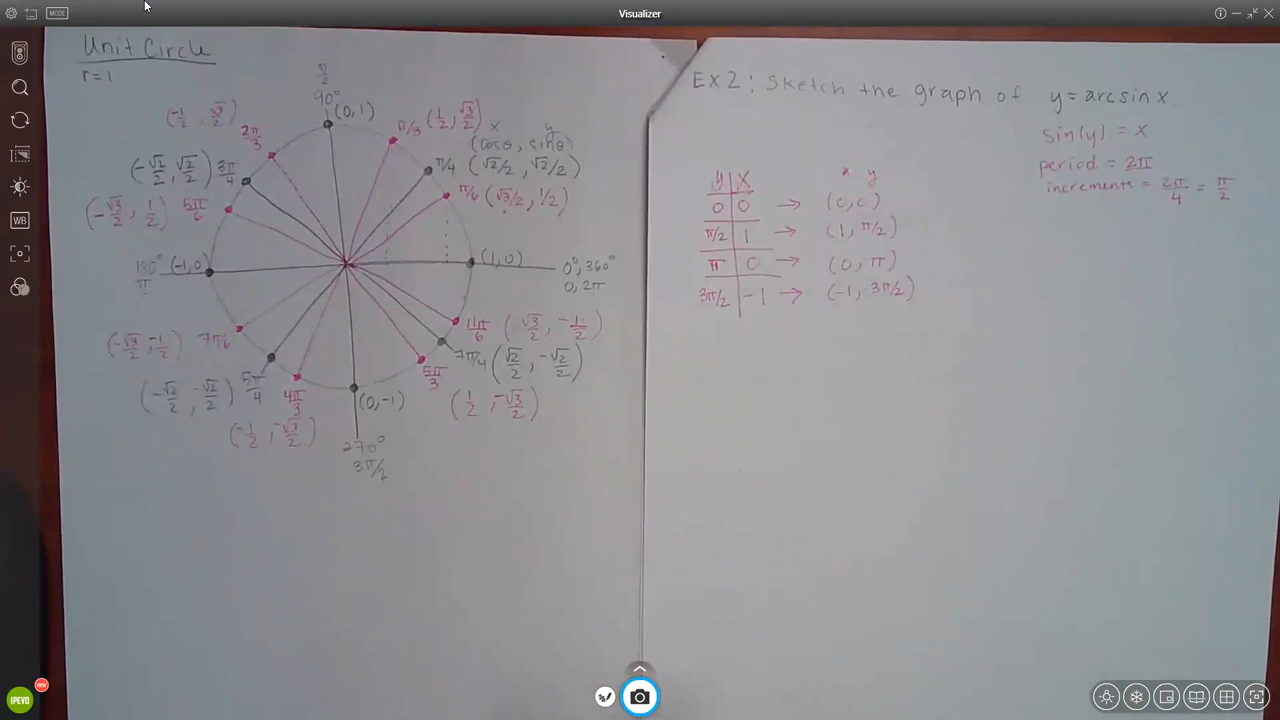 MODE
Visualizer
Unit Circle
r=1
π/2
90°
(0,1)
(-1/2, √3/2) 2π/3
π/3 (1/2, √3/2)
x y
(cosθ, sinθ)
(-√2/2, √2/2) 3π/4
π/4 (√2/2, √2/2)
(-√3/2, 1/2) 5π/6
π/6 (√3/2, 1/2)
180° (-1,0)
π
(1,0)
0°, 360°
0, 2π
(-√3/2, -1/2) 7π/6
11π/6 (√3/2, -1/2)
(-√2/2, -√2/2) 5π/4
7π/4 (√2/2, -√2/2)
4π/3
(-1/2, -√3/2)
(0,-1)
5π/3
(1/2, -√3/2)
270°
3π/2
Ex 2: Sketch the graph of y = arcsin x
sin(y) = x
period = 2π
increments = 2π/4 = π/2
y x x y
0 0 → (0,0)
π/2 1 → (1, π/2)
π 0 → (0, π)
3π/2 -1 → (-1, 3π/2)
IPEVO
new
WB